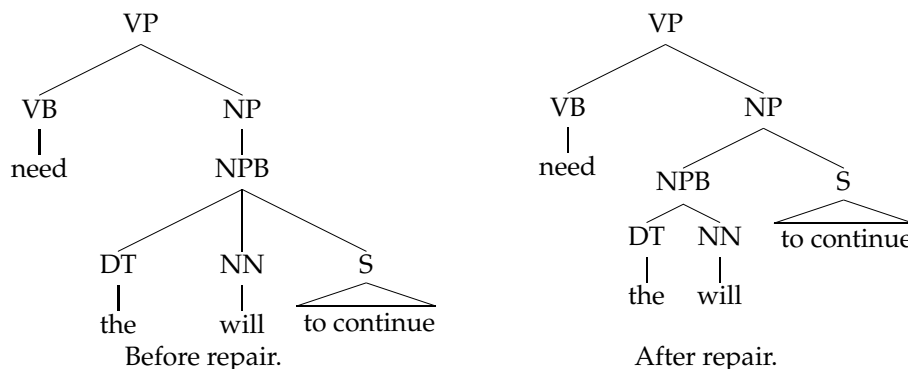 VP VP
VB NP VB NP
need NPB need NPB S
DT NN S DT NN to continue
the will to continue the will
Before repair. After repair.